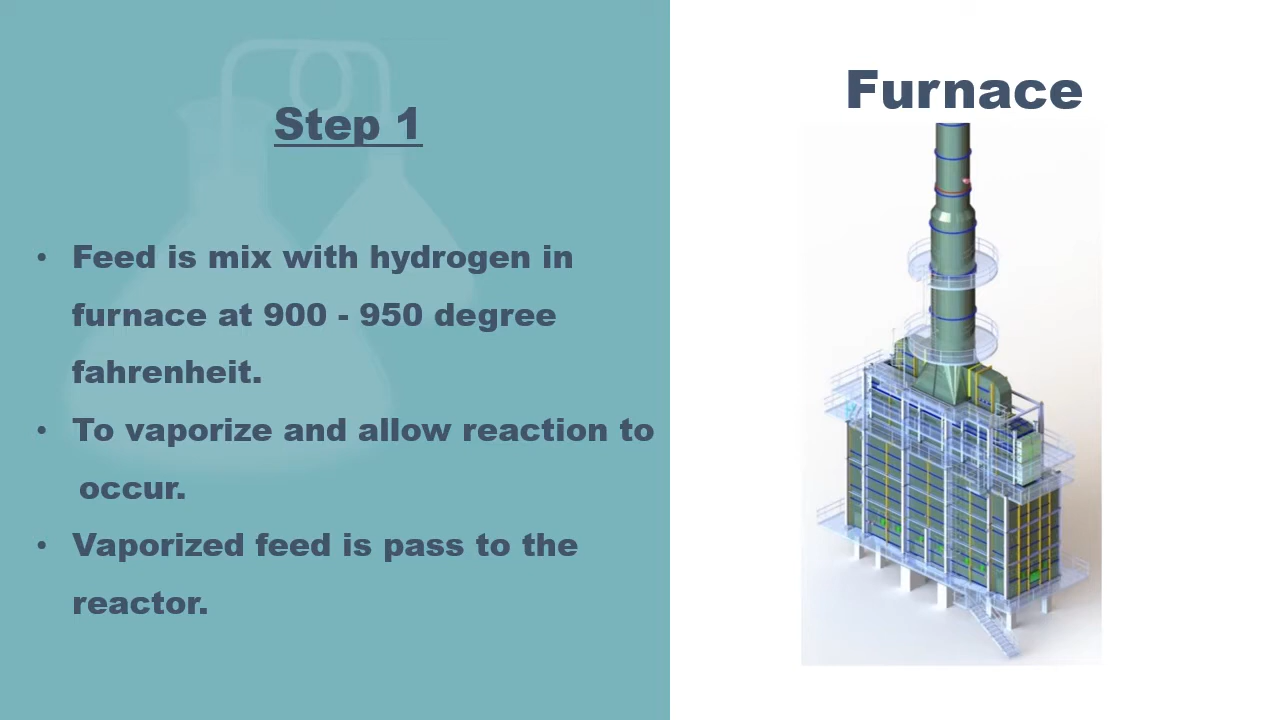 Step 1
• Feed is mix with hydrogen in
furnace at 900 - 950 degree
fahrenheit.
• To vaporize and allow reaction to
occur.
• Vaporized feed is pass to the
reactor.
Furnace